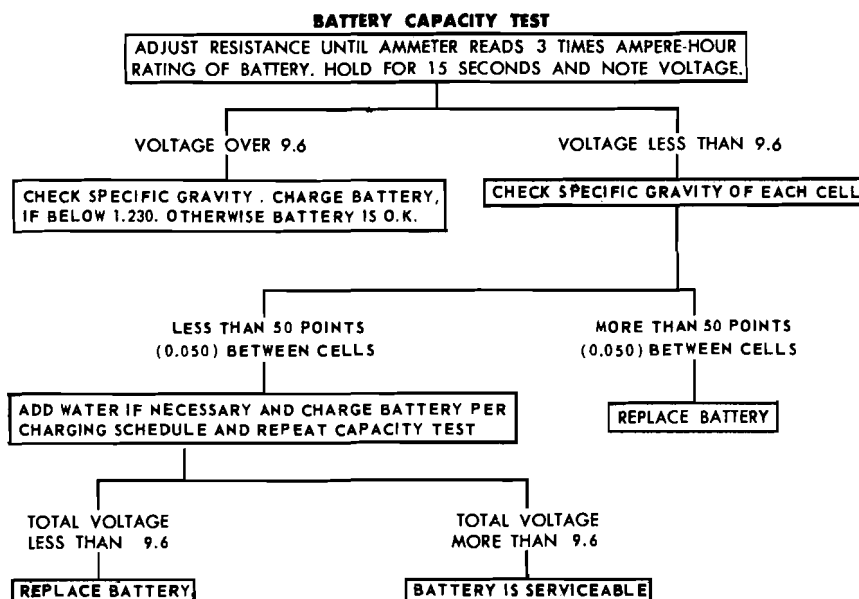 BATTERY CAPACITY TEST
ADJUST RESISTANCE UNTIL AMMETER READS 3 TIMES AMPERE-HOUR
RATING OF BATTERY. HOLD FOR 15 SECONDS AND NOTE VOLTAGE.
VOLTAGE OVER 9.6
VOLTAGE LESS THAN 9.6
CHECK SPECIFIC GRAVITY . CHARGE BATTERY,
IF BELOW 1.230. OTHERWISE BATTERY IS O.K.
CHECK SPECIFIC GRAVITY OF EACH CELL
LESS THAN 50 POINTS
(0.050) BETWEEN CELLS
MORE THAN 50 POINTS
(0.050) BETWEEN CELLS
ADD WATER IF NECESSARY AND CHARGE BATTERY PER
CHARGING SCHEDULE AND REPEAT CAPACITY TEST
REPLACE BATTERY
TOTAL VOLTAGE
LESS THAN 9.6
TOTAL VOLTAGE
MORE THAN 9.6
REPLACE BATTERY
BATTERY IS SERVICEABLE